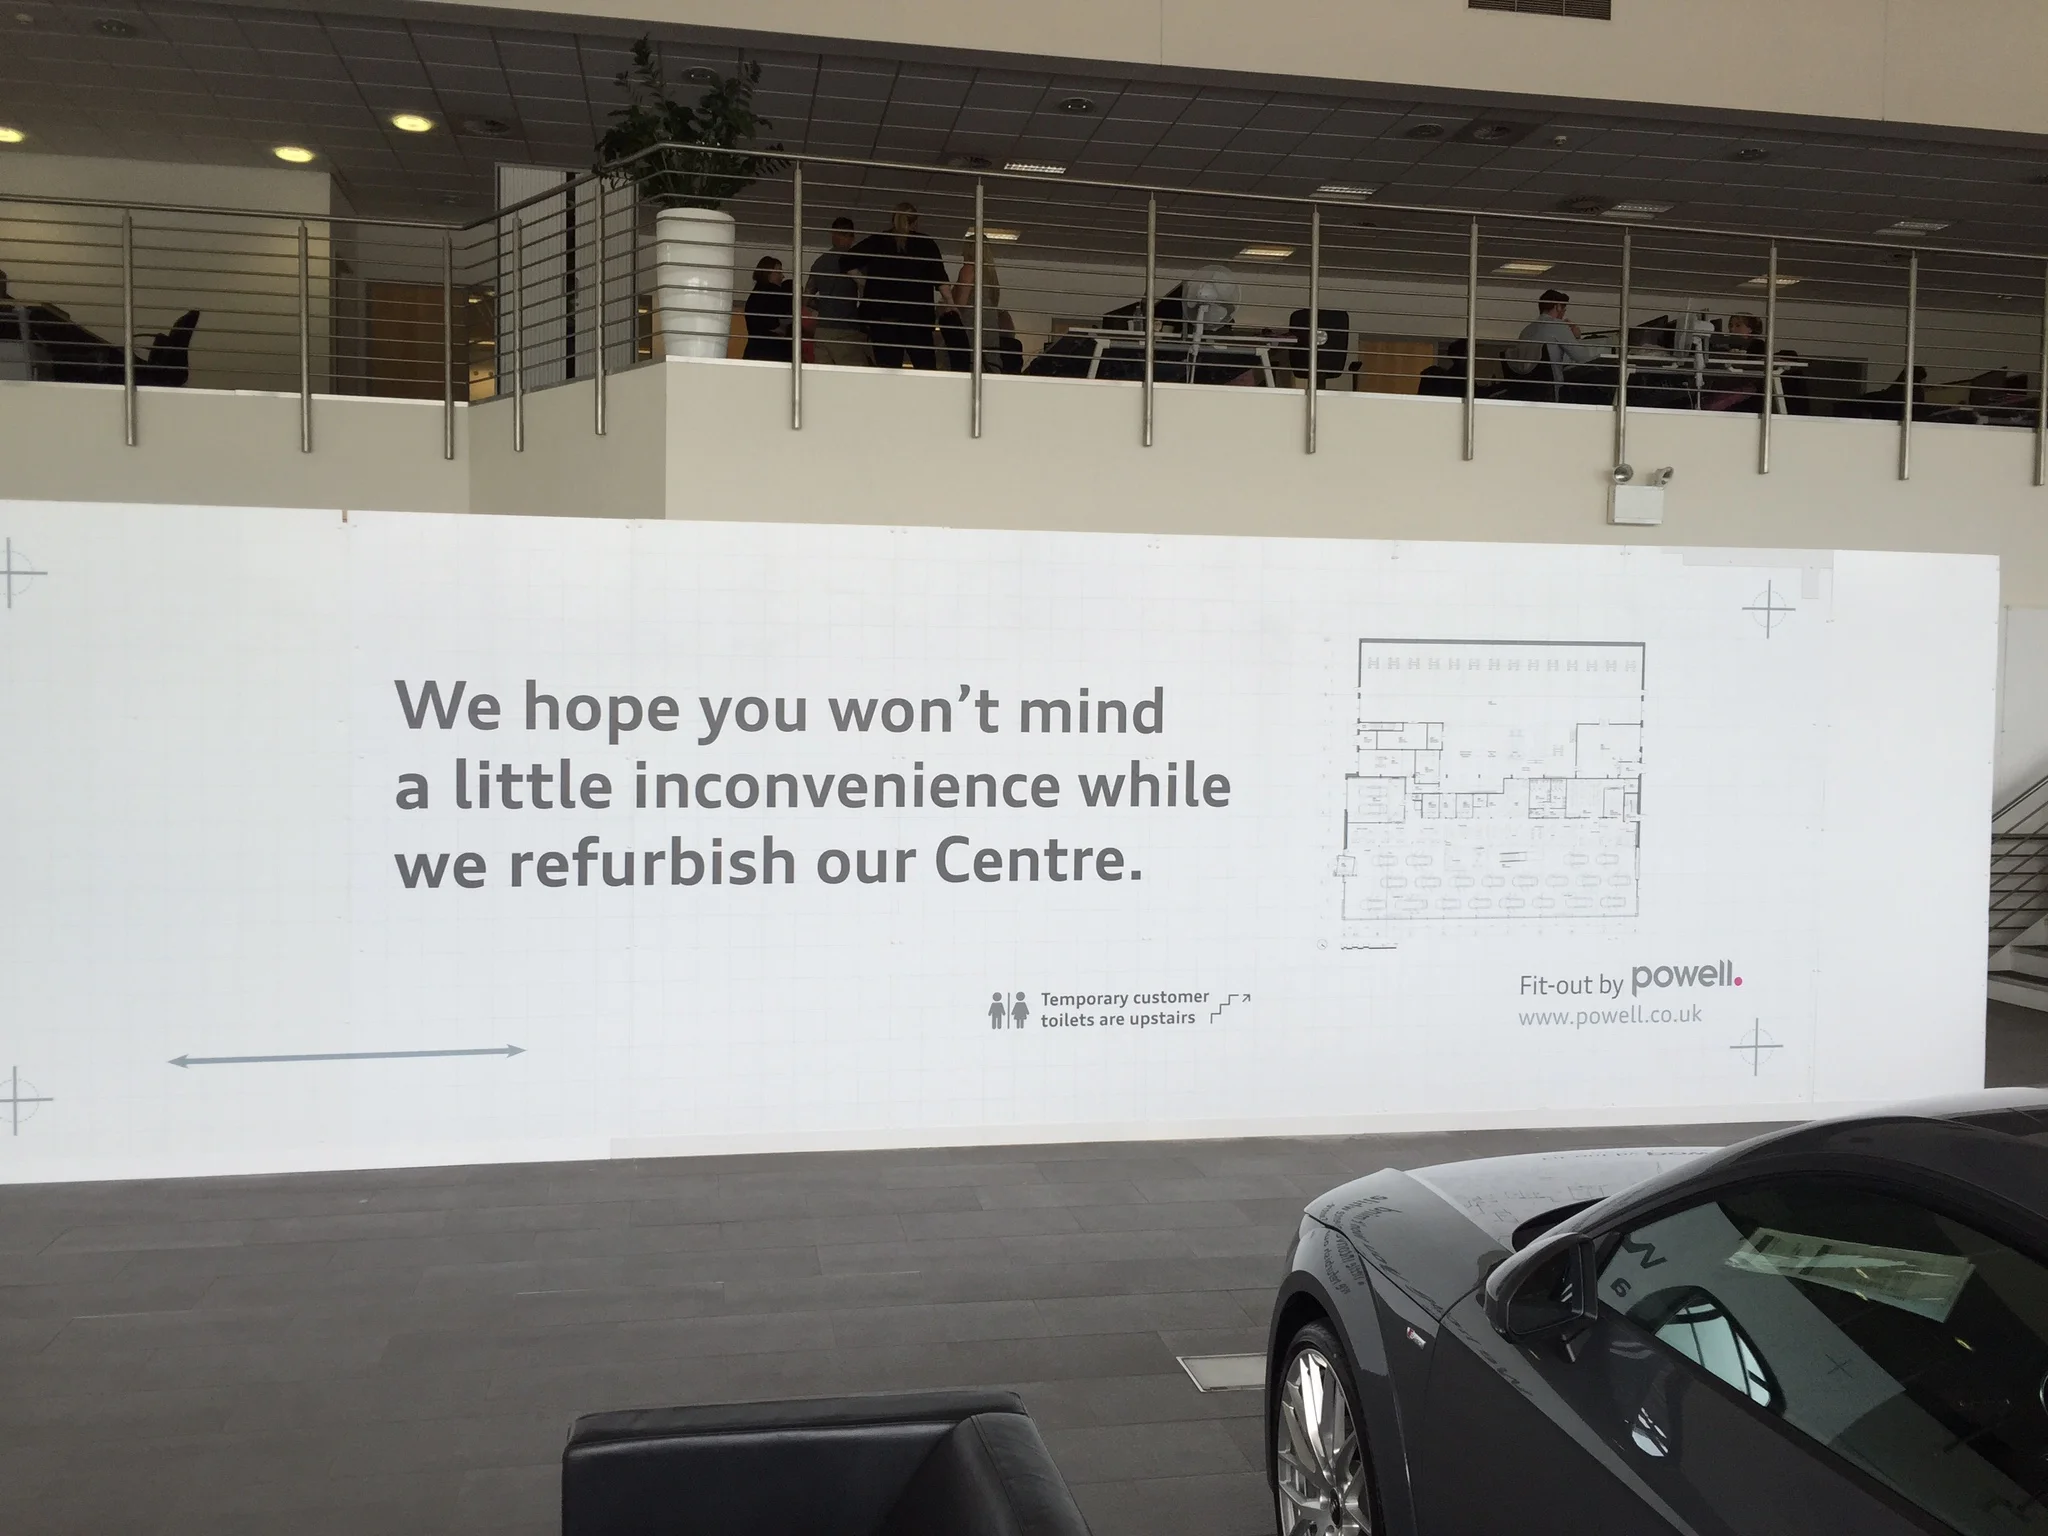 We hope you won't mind
a little inconvenience while
we refurbish our Centre.
Temporary customer
toilets are upstairs
Fit-out by powell.
www.powell.co.uk